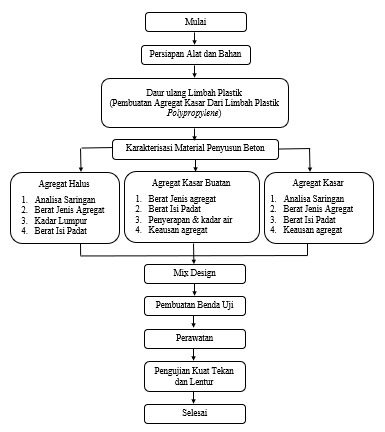 Mulai
Persiapan Alat dan Bahan
Daur ulang Limbah Plastik
(Pembuatan Agregat Kasar Dari Limbah Plastik
Polypropylene)
Karakterisasi Material Penyusun Beton
Agregat Halus
1. Analisa Saringan
2. Berat Jenis Agregat
3. Kadar Lumpur
4. Berat Isi Padat
Agregat Kasar Buatan
1. Berat Jenis agregat
2. Berat Isi Padat
3. Penyerapan & kadar air
4. Keausan agregat
Agregat Kasar
1. Analisa Saringan
2. Berat Jenis Agregat
3. Berat Isi Padat
4. Keausan agregat
Mix Design
Pembuatan Benda Uji
Perawatan
Pengujian Kuat Tekan
dan Lentur
Selesai